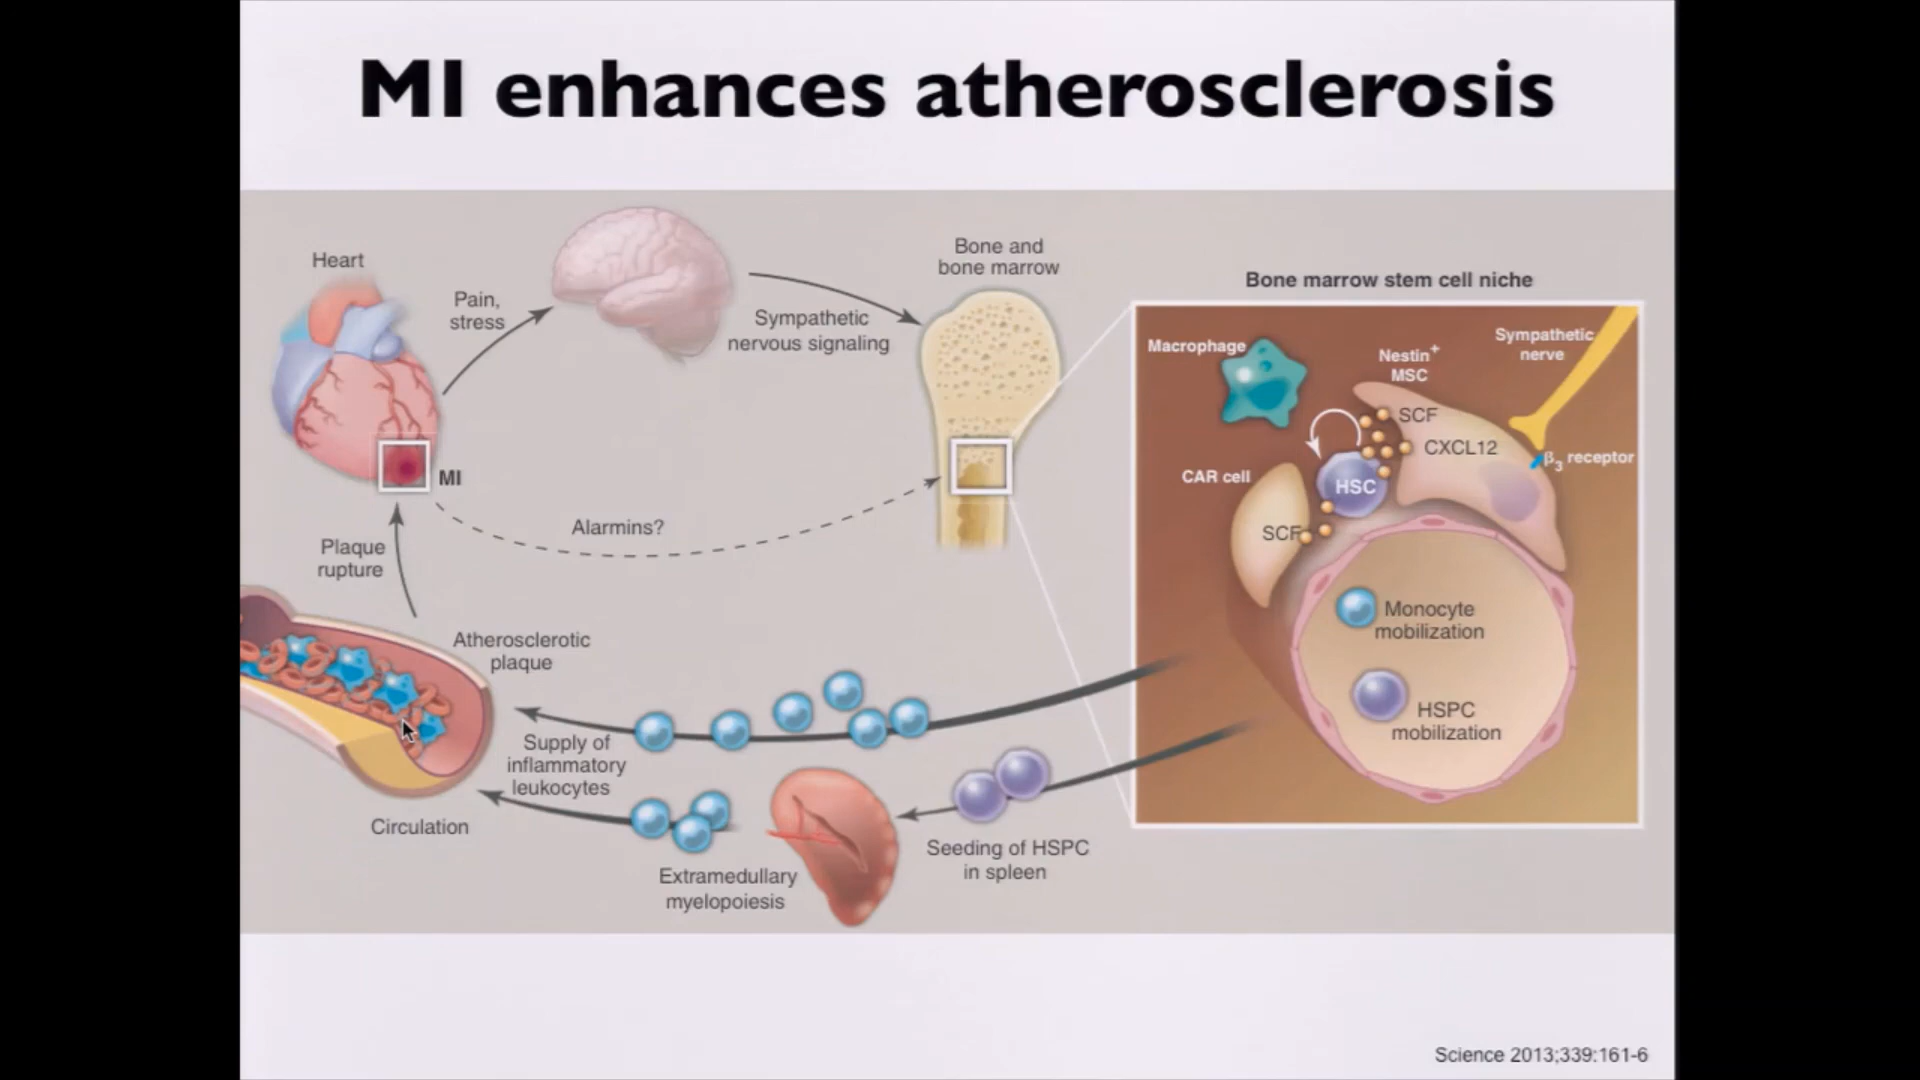 MI enhances atherosclerosis
Heart
Pain,
stress
Sympathetic
nervous signaling
Bone and
bone marrow
MI
Alarmins?
Plaque
rupture
Atherosclerotic
plaque
Supply of
inflammatory
leukocytes
Circulation
Extramedullary
myelopoiesis
Seeding of HSPC
in spleen
Bone marrow stem cell niche
Macrophage
Nestin⁺
MSC
Sympathetic
nerve
SCF
CXCL12
β₃ receptor
CAR cell
HSC
SCF
Monocyte
mobilization
HSPC
mobilization
Science 2013;339:161-6